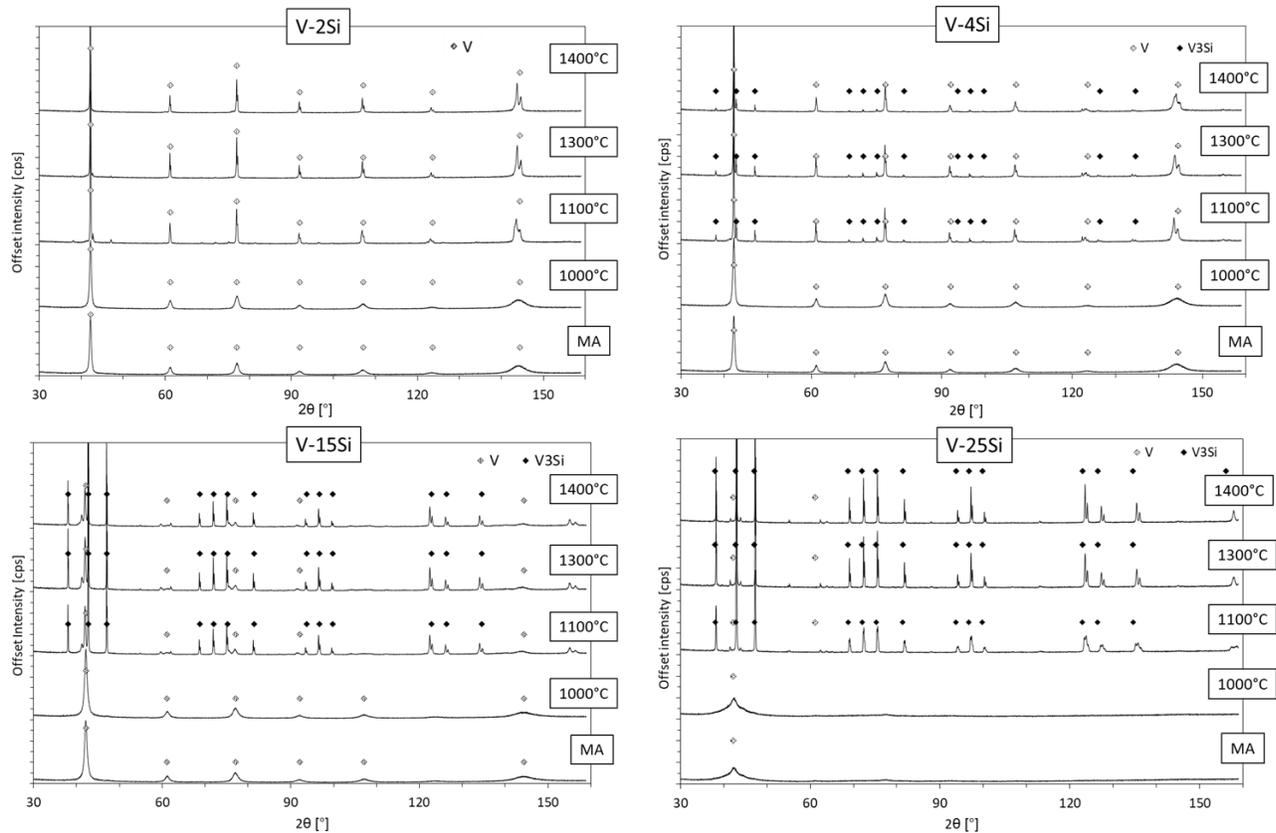 V-2Si
V
1400°C
1300°C
1100°C
1000°C
MA
Offset intensity [cps]
30 60 90 120 150
2θ [°]
V-4Si
V V3Si
1400°C
1300°C
1100°C
1000°C
MA
Offset intensity [cps]
30 60 90 120 150
2θ [°]
V-15Si
V V3Si
1400°C
1300°C
1100°C
1000°C
MA
Offset Intensity [cps]
30 60 90 120 150
2θ [°]
V-25Si
V V3Si
1400°C
1300°C
1100°C
1000°C
MA
Offset intensity [cps]
30 60 90 120 150
2θ [°]